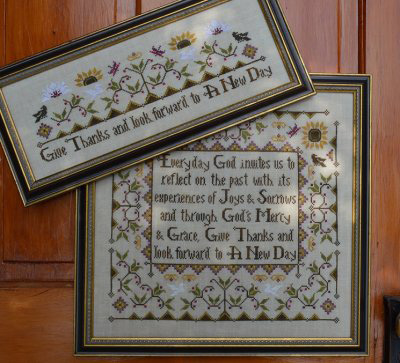 Give Thanks and look forward to A New Day
Everyday God invites us to
reflect on the past with its
experiences of Joys & Sorrows
and through God's Mercy
& Grace, Give Thanks and
look forward to A New Day